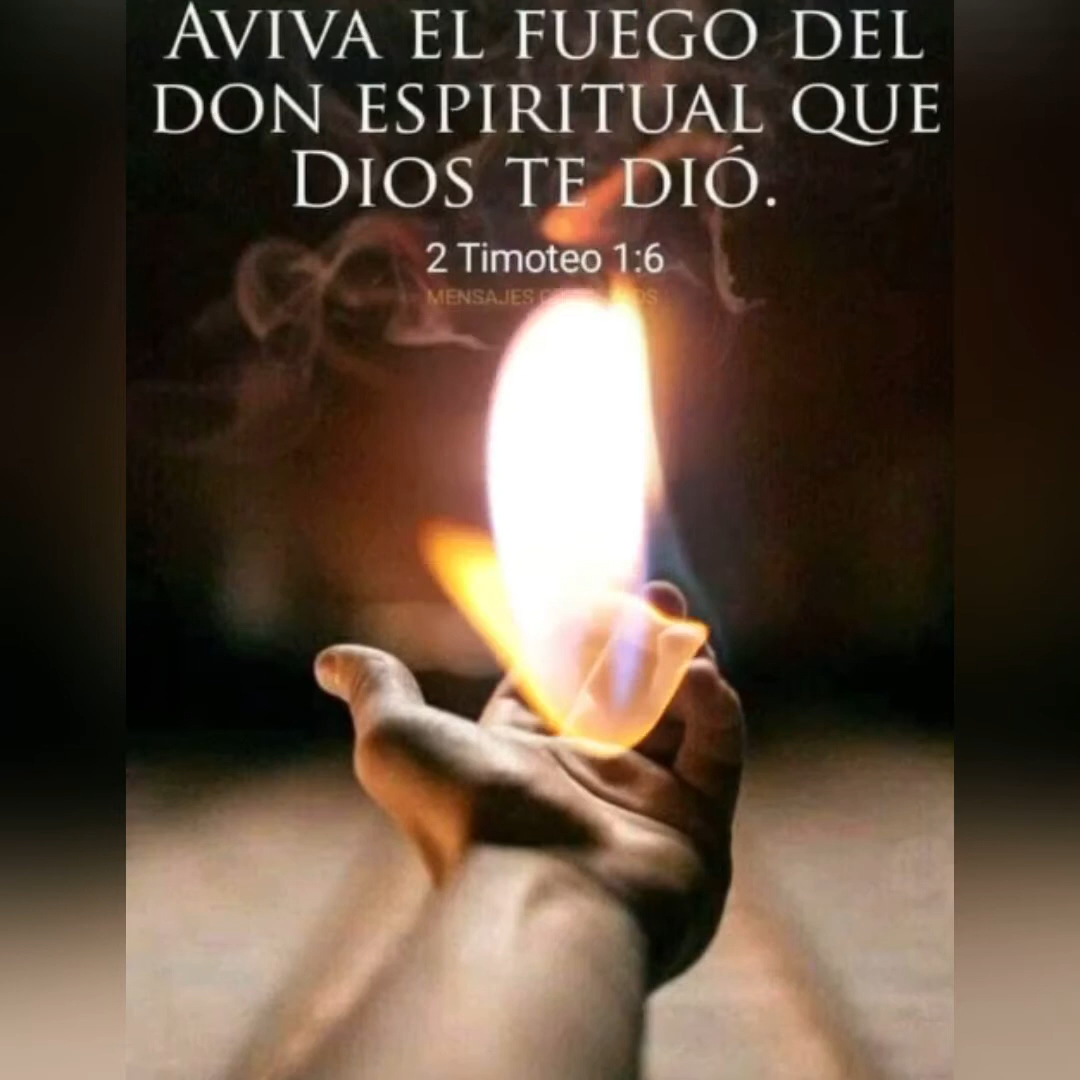 AVIVA EL FUEGO DEL
DON ESPIRITUAL QUE
DIOS TE DIÓ.
2 Timoteo 1:6
MENSAJES